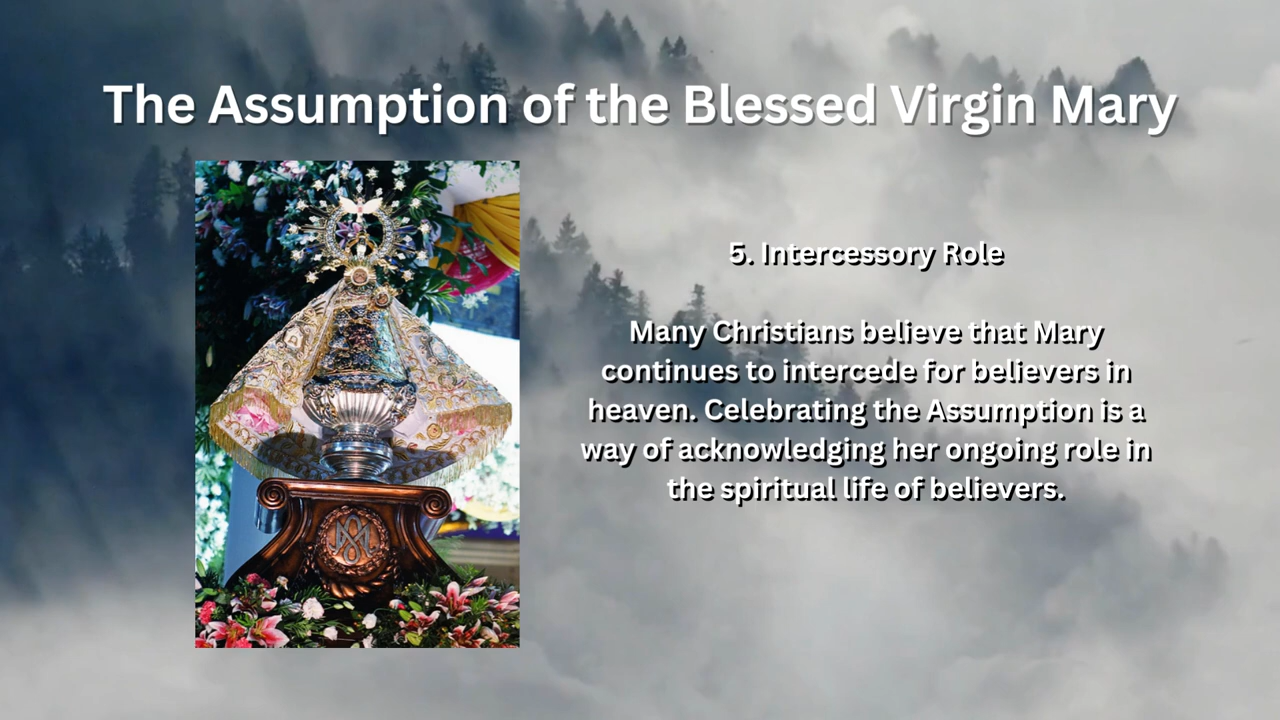 The Assumption of the Blessed Virgin Mary
5. Intercessory Role
Many Christians believe that Mary
continues to intercede for believers in
heaven. Celebrating the Assumption is a
way of acknowledging her ongoing role in
the spiritual life of believers.